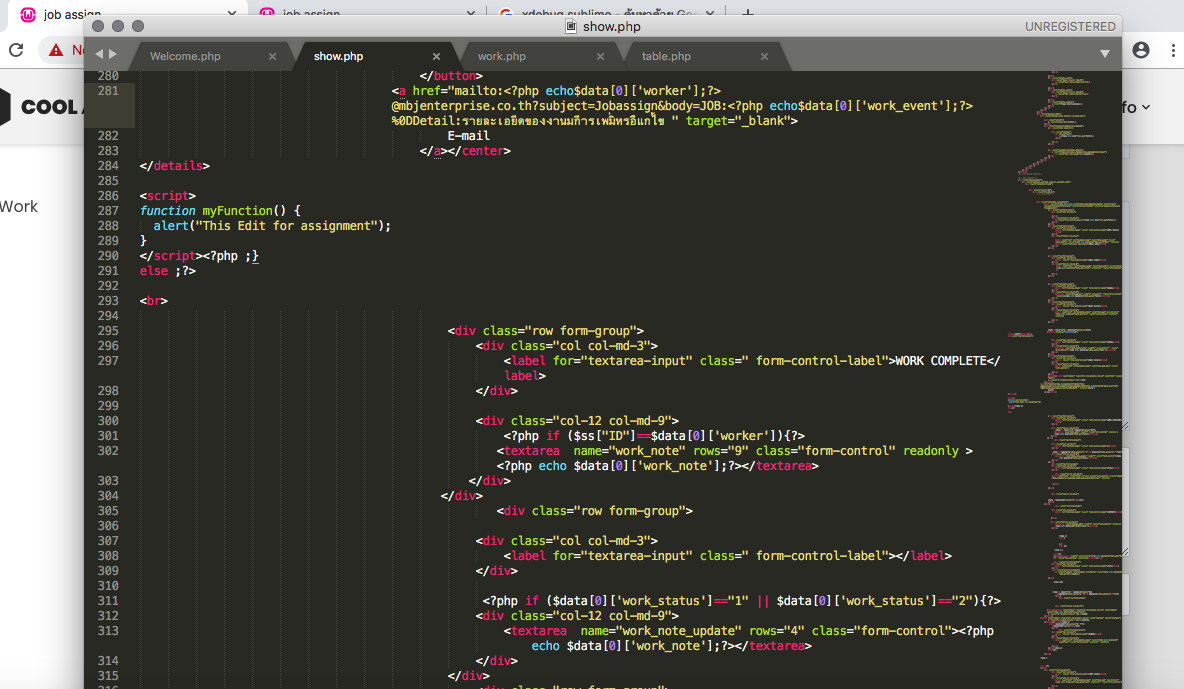 job assign
job assign
xdebug sublime
show.php
UNREGISTERED
Welcome.php
show.php
work.php
table.php
COOL
fo
Work
280 </button>
281 <a href="mailto:<?php echo$data[0]['worker'];?>
@mbjenterprise.co.th?subject=Jobassign&body=JOB:<?php echo$data[0]['work_event'];?>
%0DDetail:รายละเอียดของงานมีการเพิ่มหรือแก้ไข " target="_blank">
282 E-mail
283 </a></center>
284 </details>
285
286 <script>
287 function myFunction() {
288 alert("This Edit for assignment");
289 }
290 </script><?php ;}
291 else ;?>
292
293 <br>
294
295 <div class="row form-group">
296 <div class="col col-md-3">
297 <label for="textarea-input" class=" form-control-label">WORK COMPLETE</
label>
298 </div>
299
300 <div class="col-12 col-md-9">
301 <?php if ($ss["ID"]==$data[0]['worker']){?>
302 <textarea  name="work_note" rows="9" class="form-control" readonly >
<?php echo $data[0]['work_note'];?></textarea>
303 </div>
304 </div>
305 <div class="row form-group">
306
307 <div class="col col-md-3">
308 <label for="textarea-input" class=" form-control-label"></label>
309 </div>
310
311 <?php if ($data[0]['work_status']=="1" || $data[0]['work_status']=="2"){?>
312 <div class="col-12 col-md-9">
313 <textarea  name="work_note_update" rows="4" class="form-control"><?php
echo $data[0]['work_note'];?></textarea>
314 </div>
315 </div>